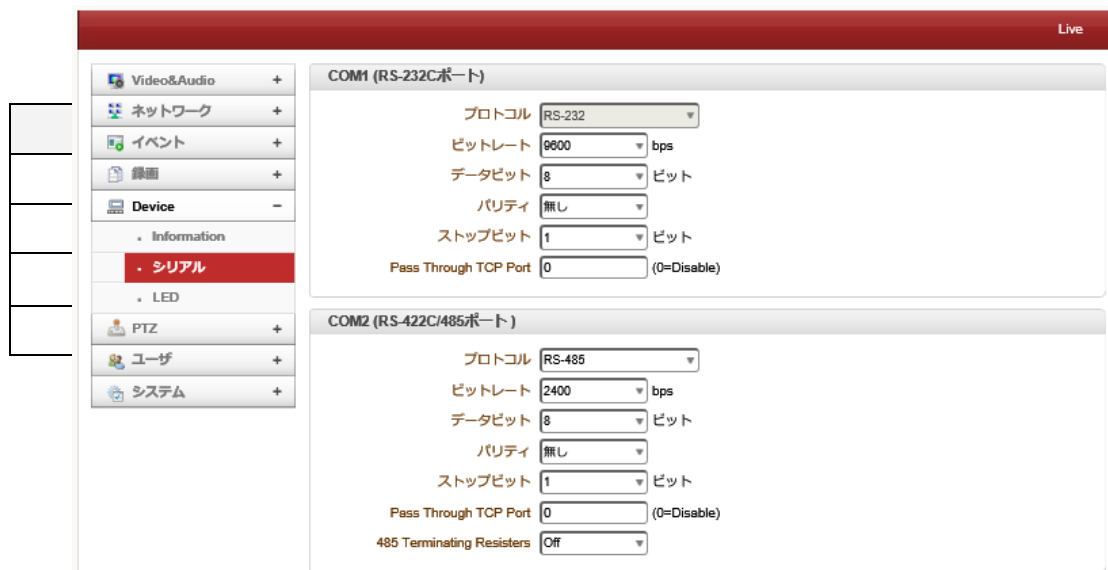 Live
Video&Audio +
ネットワーク +
イベント +
録画 +
Device −
. Information
. シリアル
. LED
PTZ +
ユーザ +
システム +
COM1 (RS-232Cポート)
プロトコル RS-232
ビットレート 9600 bps
データビット 8 ビット
パリティ 無し
ストップビット 1 ビット
Pass Through TCP Port 0 (0=Disable)
COM2 (RS-422C/485ポート )
プロトコル RS-485
ビットレート 2400 bps
データビット 8 ビット
パリティ 無し
ストップビット 1 ビット
Pass Through TCP Port 0 (0=Disable)
485 Terminating Resisters Off